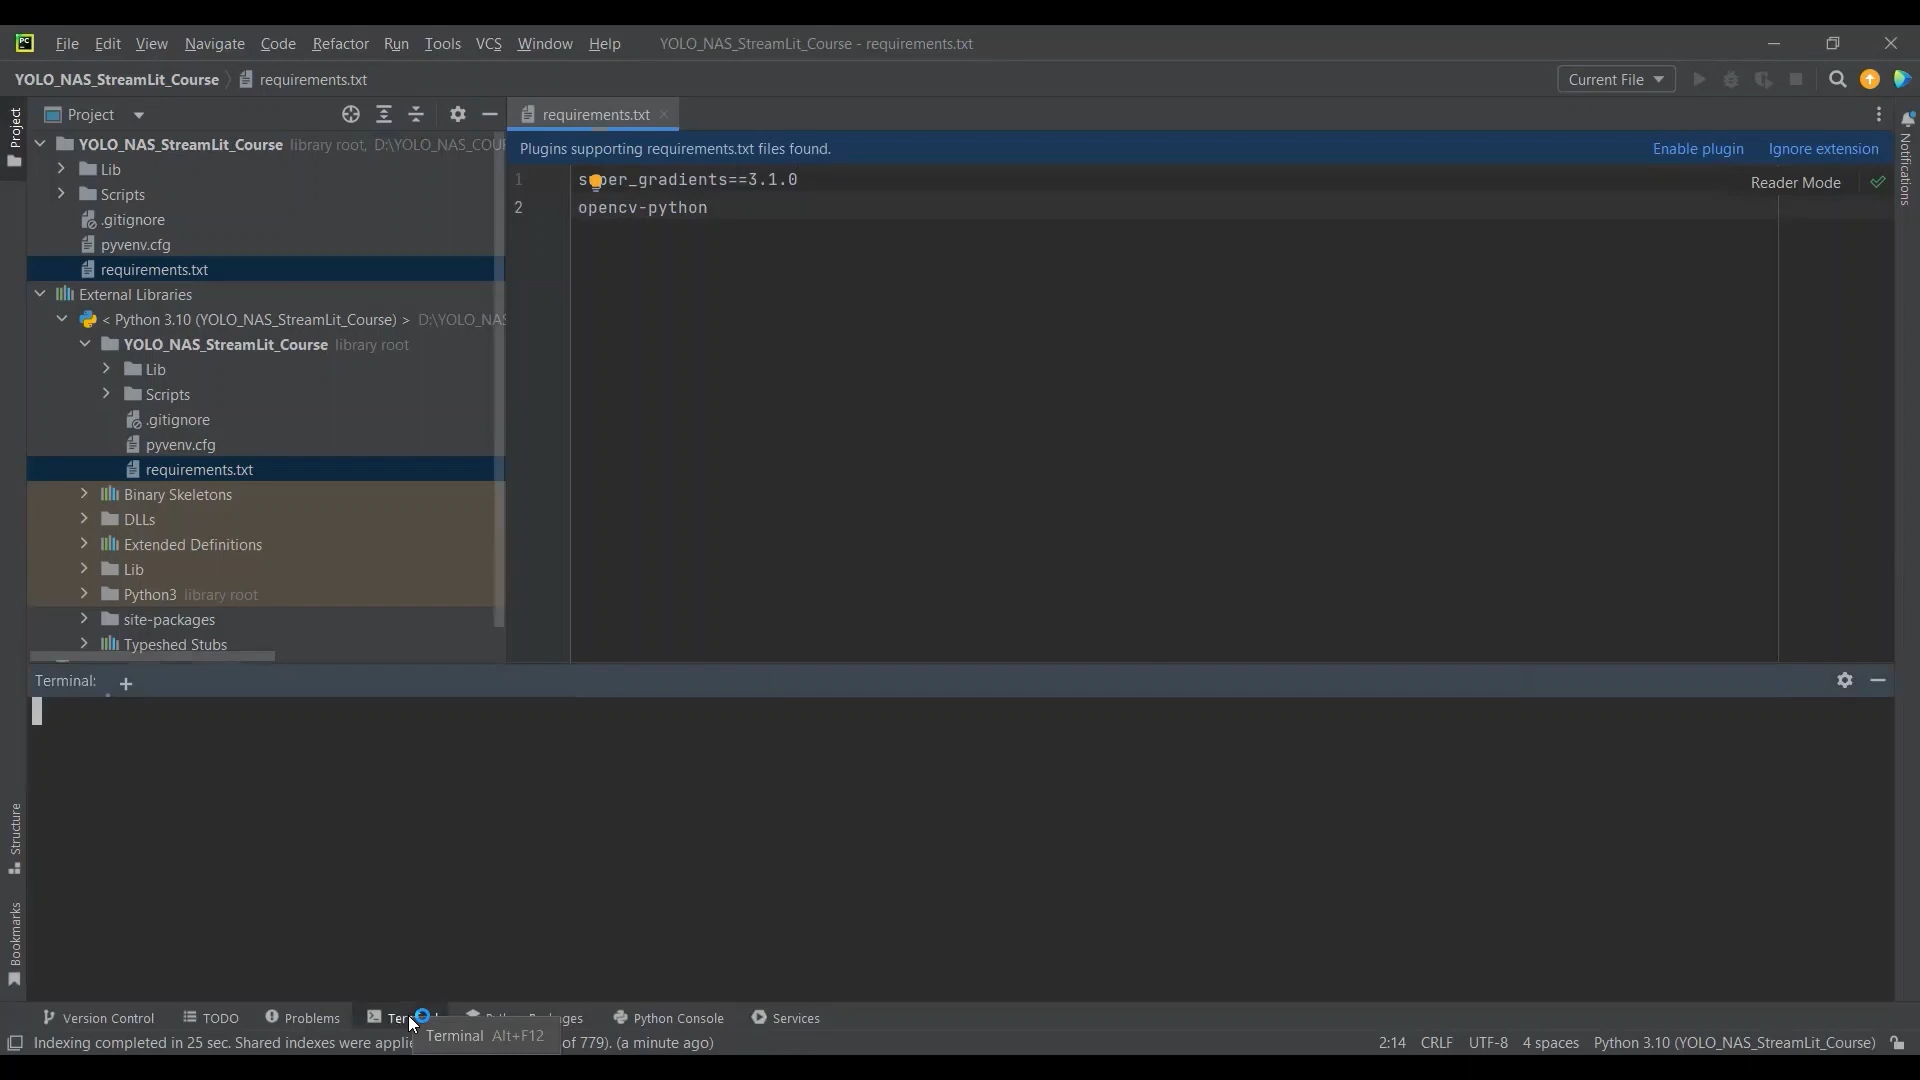 PC File Edit View Navigate Code Refactor Run Tools VCS Window Help YOLO_NAS_StreamLit_Course - requirements.txt
YOLO_NAS_StreamLit_Course requirements.txt Current File
Project
Project
requirements.txt
YOLO_NAS_StreamLit_Course library root, D:\YOLO_NAS_COU
Lib
Scripts
.gitignore
pyvenv.cfg
requirements.txt
External Libraries
< Python 3.10 (YOLO_NAS_StreamLit_Course) > D:\YOLO_NAS
YOLO_NAS_StreamLit_Course library root
Lib
Scripts
.gitignore
pyvenv.cfg
requirements.txt
Binary Skeletons
DLLs
Extended Definitions
Lib
Python3 library root
site-packages
Typeshed Stubs
Plugins supporting requirements.txt files found. Enable plugin Ignore extension
1 super_gradients==3.1.0
2 opencv-python
Reader Mode
Notifications
Terminal: +
Structure
Bookmarks
Version Control TODO Problems Python Console Services
Terminal Alt+F12
Indexing completed in 25 sec. Shared indexes were applie of 779). (a minute ago) 2:14 CRLF UTF-8 4 spaces Python 3.10 (YOLO_NAS_StreamLit_Course)